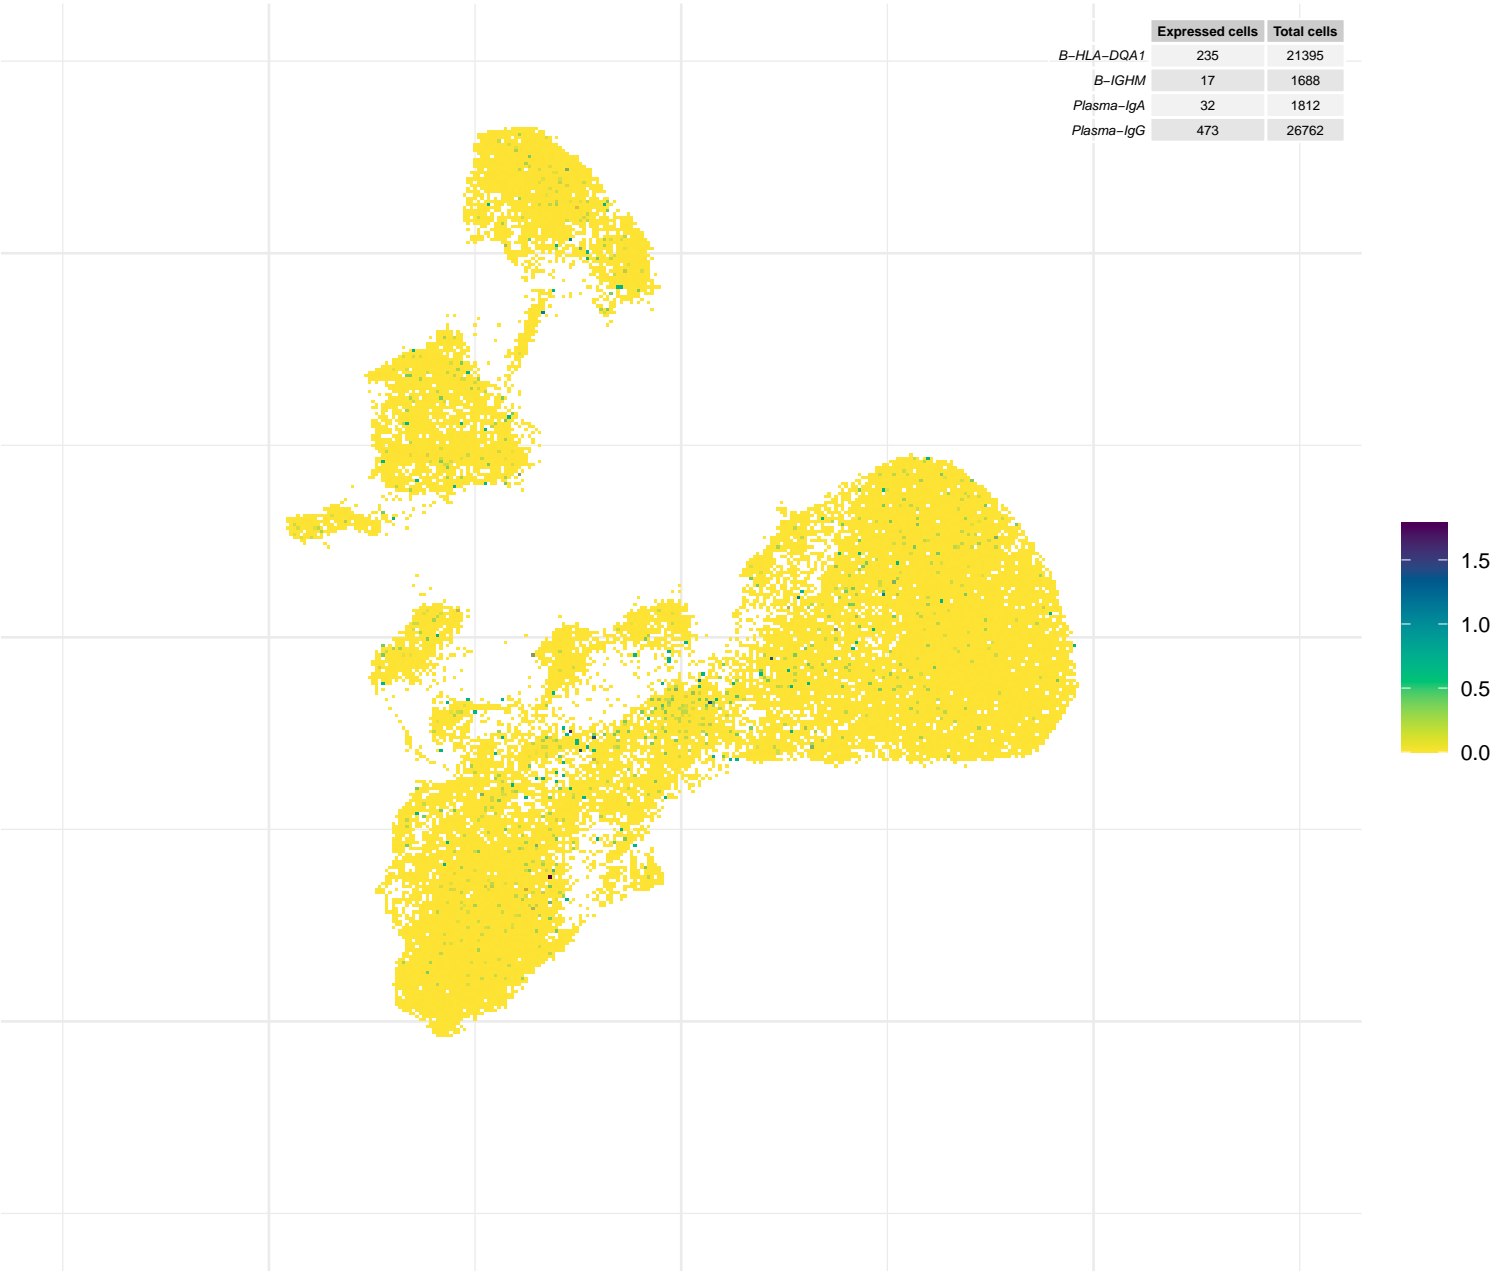 Expressed cells Total cells
B−HLA−DQA1 235 21395
B−IGHM 17 1688
Plasma−IgA 32 1812
Plasma−IgG 473 26762
1.5
1.0
0.5
0.0